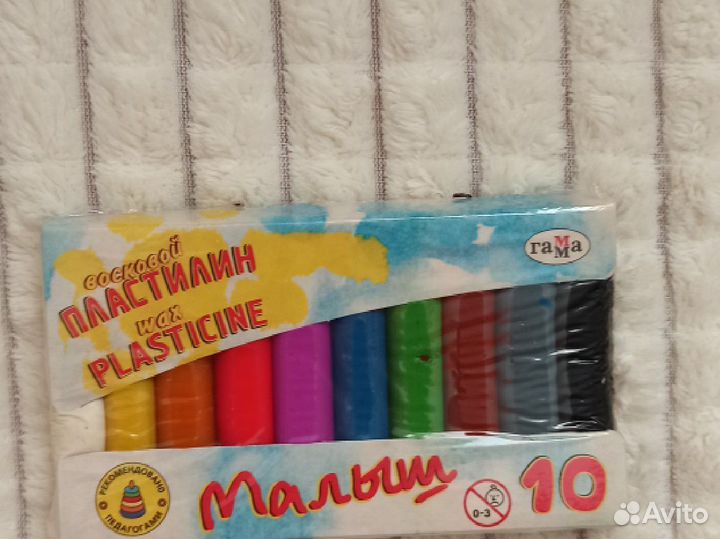 восковой
ПЛАСТИЛИН
wax
PLASTICINE
гамма
РЕКОМЕНДОВАНО
ПЕДАГОГАМИ
Малыш
0-3
10
Avito